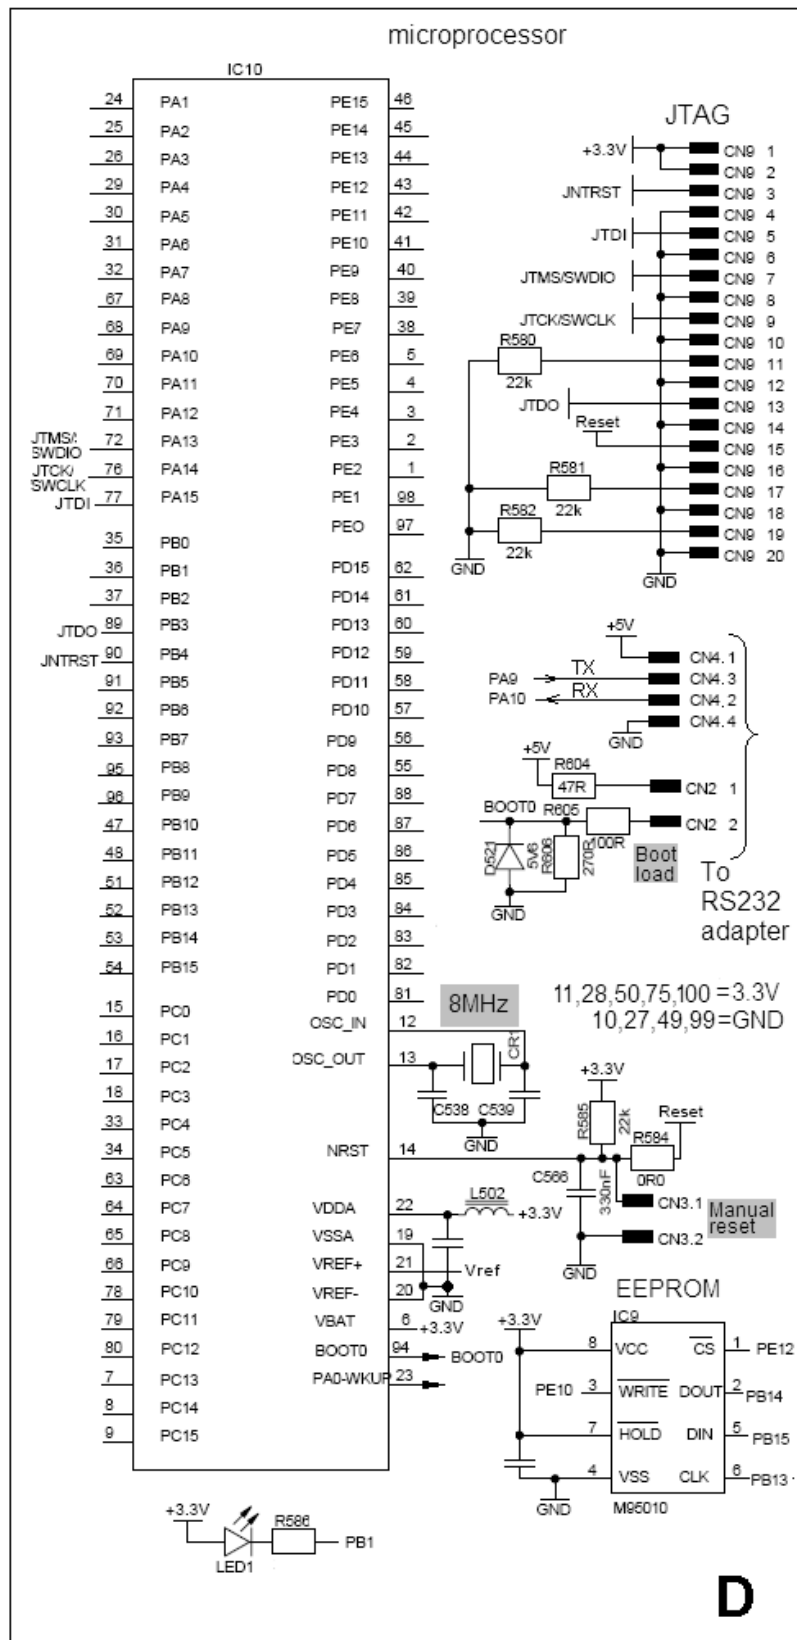 microprocessor
IC10
24 PA1 PE15 46
25 PA2 PE14 45
26 PA3 PE13 44
29 PA4 PE12 43
30 PA5 PE11 42
31 PA6 PE10 41
32 PA7 PE9 40
67 PA8 PE8 39
68 PA9 PE7 38
69 PA10 PE6 5
70 PA11 PE5 4
71 PA12 PE4 3
JTMS/
SWDIO 72 PA13 PE3 2
JTCK/
SWCLK 76 PA14 PE2 1
JTDI 77 PA15 PE1 98
PEO 97
35 PB0
36 PB1 PD15 62
37 PB2 PD14 61
JTDO 89 PB3 PD13 60
JNTRST 90 PB4 PD12 59
91 PB5 PD11 58
92 PB6 PD10 57
93 PB7 PD9 56
95 PB8 PD8 55
96 PB9 PD7 88
47 PB10 PD6 87
48 PB11 PD5 86
51 PB12 PD4 85
52 PB13 PD3 84
53 PB14 PD2 83
54 PB15 PD1 82
PD0 81
15 PC0 OSC_IN 12
16 PC1
17 PC2 OSC_OUT 13
18 PC3
33 PC4
34 PC5 NRST 14
63 PC6
64 PC7 VDDA 22
65 PC8 VSSA 19
66 PC9 VREF+ 21 Vref
78 PC10 VREF- 20
79 PC11 VBAT 6 +3.3V
80 PC12 BOOT0 94 BOOT0
7 PC13 PA0-WKUP 23
8 PC14
9 PC15
JTAG
+3.3V CN9 1
CN9 2
JNTRST CN9 3
CN9 4
JTDI CN9 5
CN9 6
JTMS/SWDIO CN9 7
CN9 8
JTCK/SWCLK CN9 9
CN9 10
R580 22k CN9 11
CN9 12
JTDO CN9 13
CN9 14
Reset CN9 15
CN9 16
R581 22k CN9 17
CN9 18
R582 22k CN9 19
CN9 20
GND GND
+5V CN4.1
PA9 TX CN4.3
PA10 RX CN4.2
GND CN4.4
+5V R604 47R CN2 1
BOOT0 R605 100R CN2 2
D521 5V6 R606 270R
GND
Boot
load
To
RS232
adapter
8MHz
CR1
C538 C539
GND
11,28,50,75,100=3.3V
10,27,49,99=GND
+3.3V
R585 22k
R584 0R0 Reset
C566 330nF
CN3.1
CN3.2
Manual
reset
GND
L502
+3.3V
GND
EEPROM
IC9
+3.3V
8 VCC CS 1 PE12
PE10 3 WRITE DOUT 2 PB14
7 HOLD DIN 5 PB15
4 VSS CLK 6 PB13
GND
M95010
+3.3V LED1 R586 PB1
D